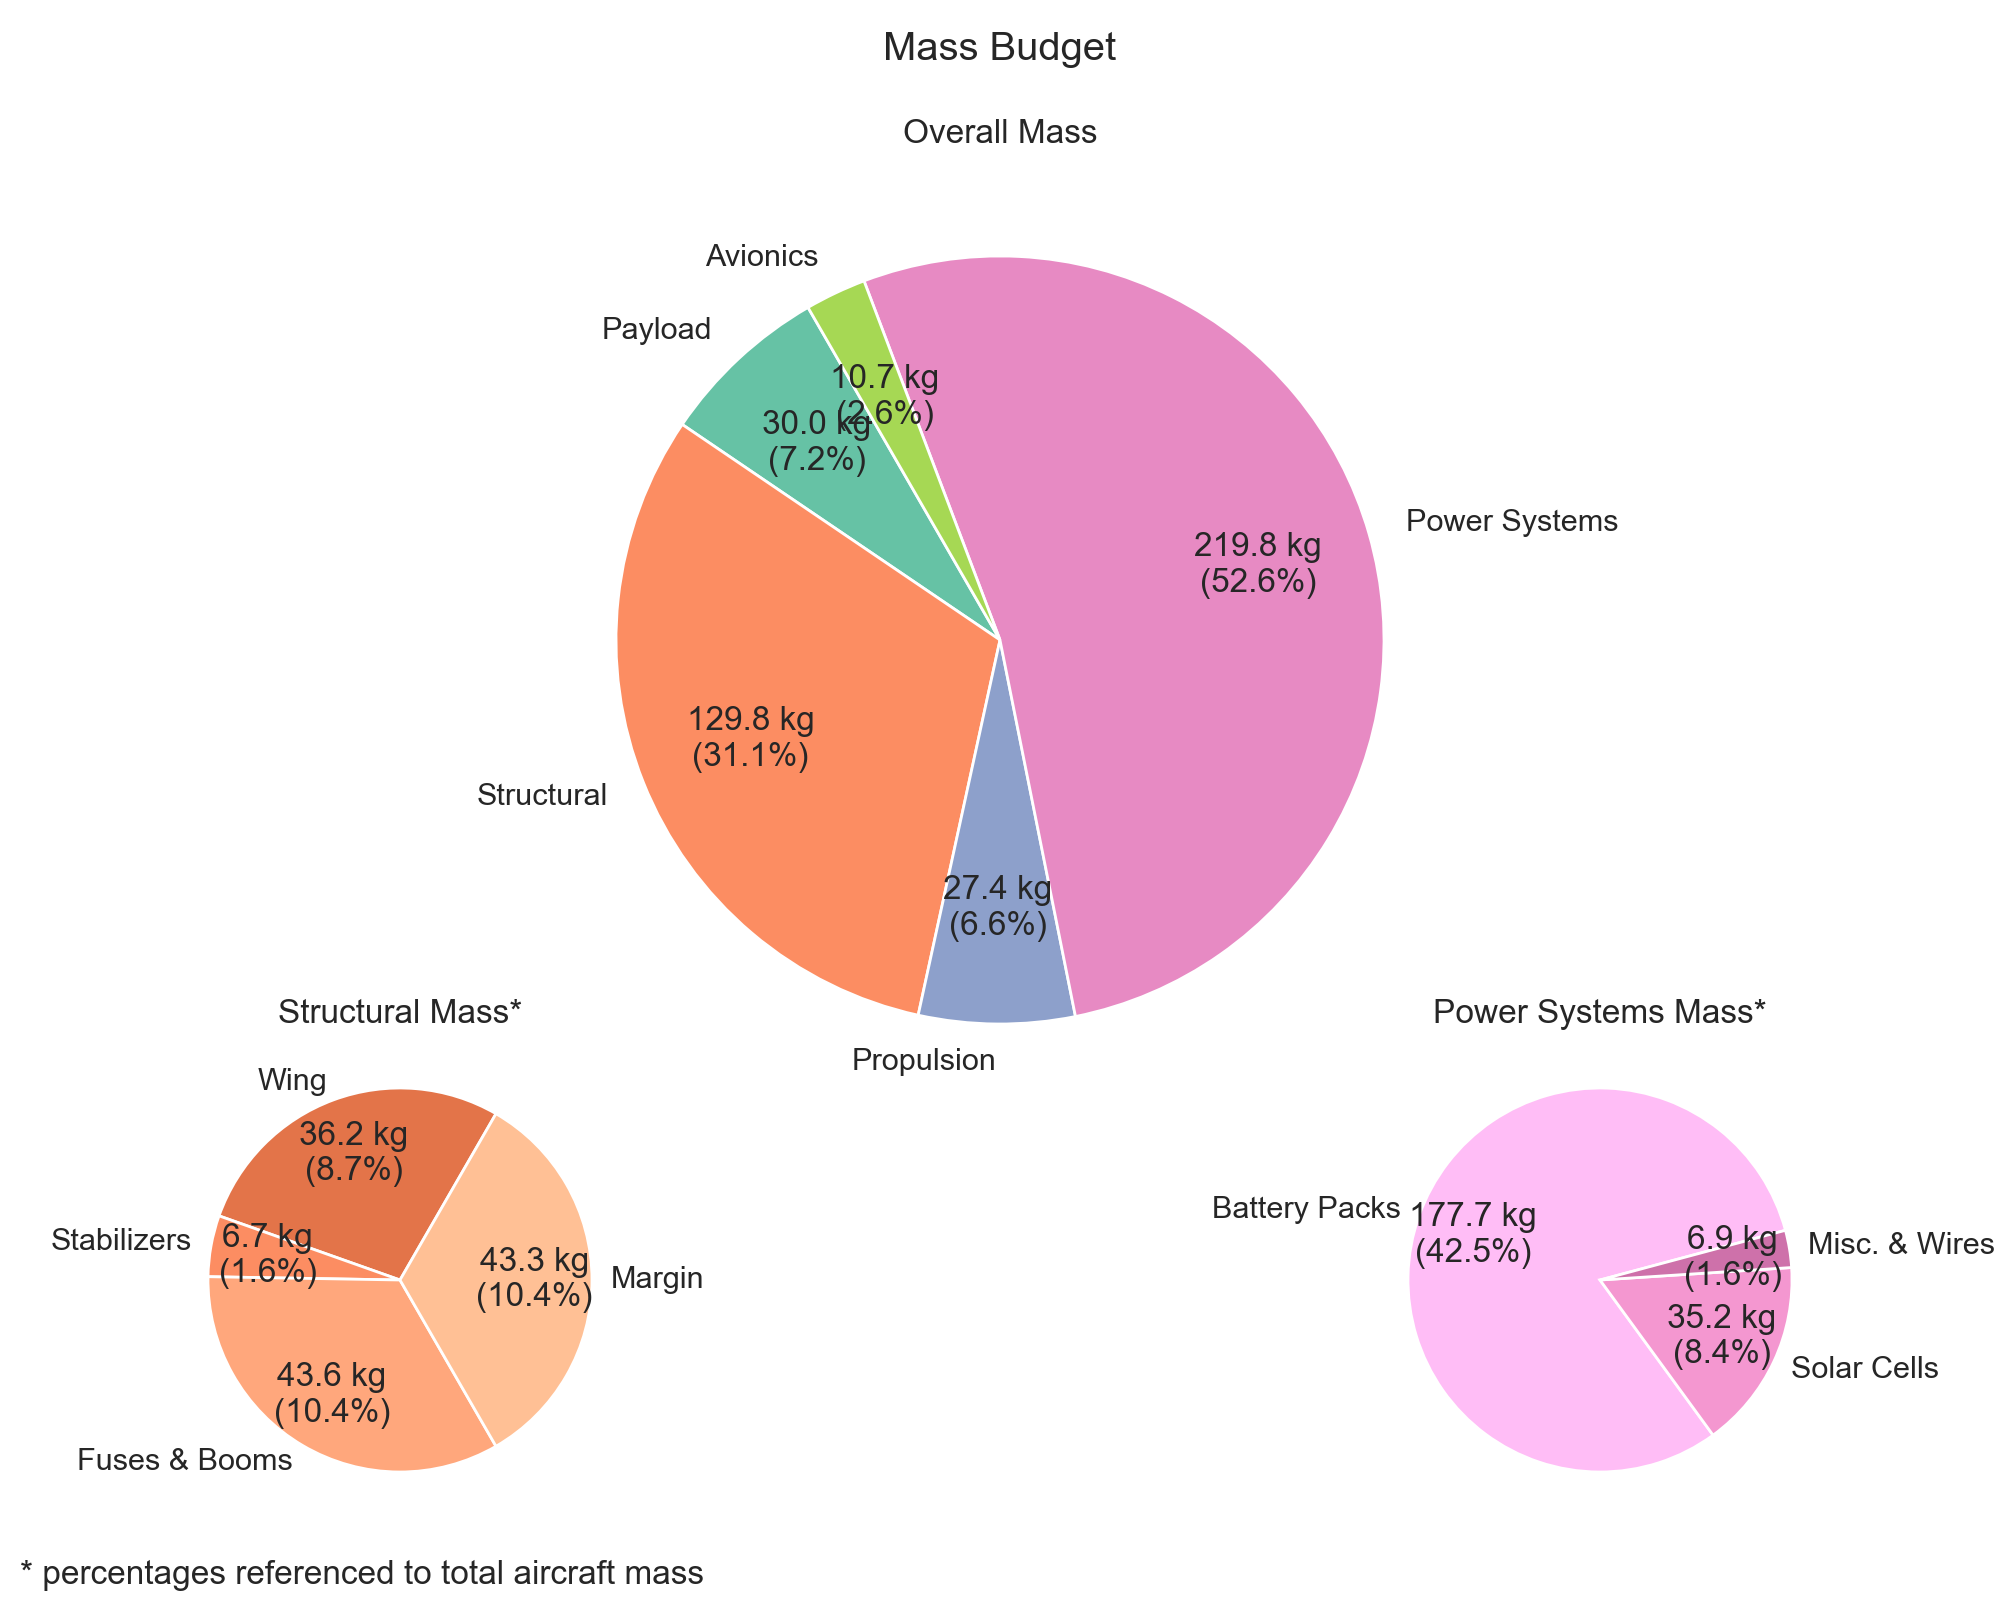 Mass Budget
Overall Mass
Avionics
Payload
10.7 kg
(2.6%)
30.0 kg
(7.2%)
Power Systems
219.8 kg
(52.6%)
129.8 kg
(31.1%)
Structural
27.4 kg
(6.6%)
Propulsion
Structural Mass*
Wing
36.2 kg
(8.7%)
Stabilizers
6.7 kg
(1.6%)
43.3 kg
(10.4%)
Margin
43.6 kg
(10.4%)
Fuses & Booms
Power Systems Mass*
Battery Packs
177.7 kg
(42.5%)
6.9 kg
(1.6%)
Misc. & Wires
35.2 kg
(8.4%)
Solar Cells
* percentages referenced to total aircraft mass